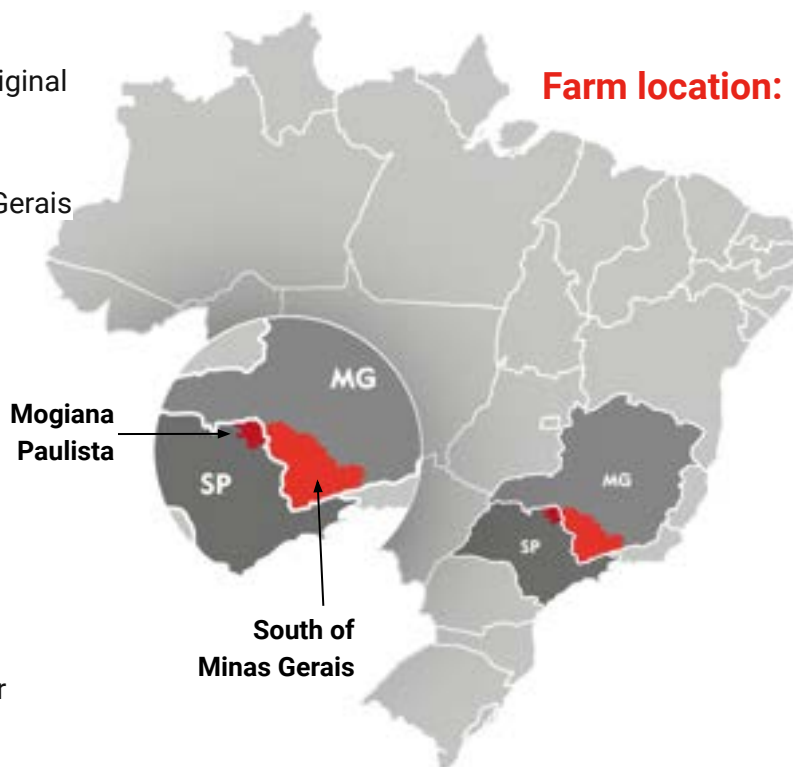 iginal
Farm location:
Gerais
MG
Mogiana
Paulista
SP
MG
SP
South of
Minas Gerais
r